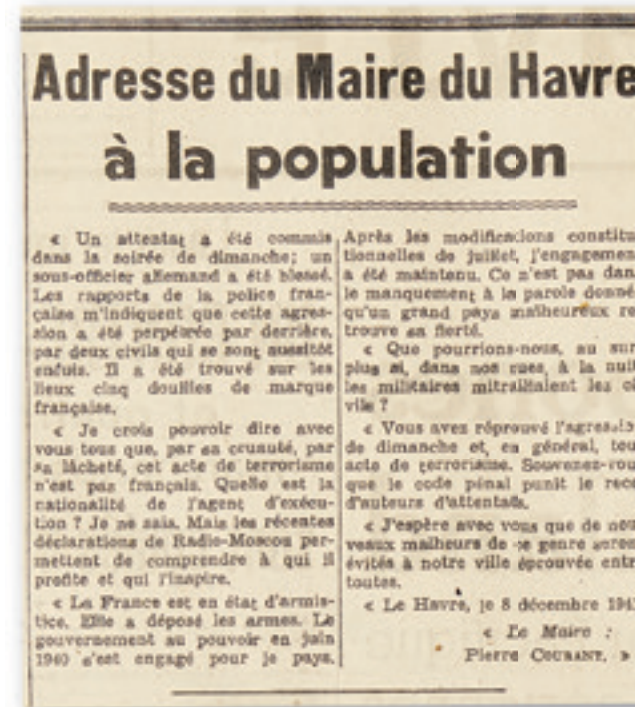 Adresse du Maire du Havre
à la population
« Un attentat a été commis
dans la soirée de dimanche; un
sous-officier allemand a été blessé.
Les rapports de la police fran-
çaise m'indiquent que cette agres-
sion a été perpétrée par derrière,
par deux civils qui se sont aussitôt
enfuis. Il a été trouvé sur les
lieux cinq douilles de marque
française.
« Je crois pouvoir dire avec
vous tous que, par sa cruauté, par
sa lâcheté, cet acte de terrorisme
n'est pas français. Quelle est la
nationalité de l'agent d'exécu-
tion ? Je ne sais. Mais les récentes
déclarations de Radio-Moscou per-
mettent de comprendre à qui il
profite et qui l'inspire.
« La France est en état d'armis-
tice. Elle a déposé les armes. Le
gouvernement au pouvoir en juin
1940 s'est engagé pour le pays.
Après les modifications constitu
tionnelles de juillet, l'engagemen
a été maintenu. Ce n'est pas dan
le manquement à la parole donné
qu'un grand pays malheureux re
trouve sa fierté.
« Que pourrions-nous, au sur
plus si, dans nos rues, à la nuit
les militaires mitraillaient les ci
vils ?
« Vous avez réprouvé l'agressio
de dimanche et, en général, tou
acte de terrorisme. Souvenez-vou
que le code pénal punit le rece
d'auteurs d'attentats.
« J'espère avec vous que de nou
veaux malheurs de ce genre seron
évités à notre ville éprouvée entr
toutes.
« Le Havre, le 8 décembre 194
« Le Maire :
Pierre COURANT. »